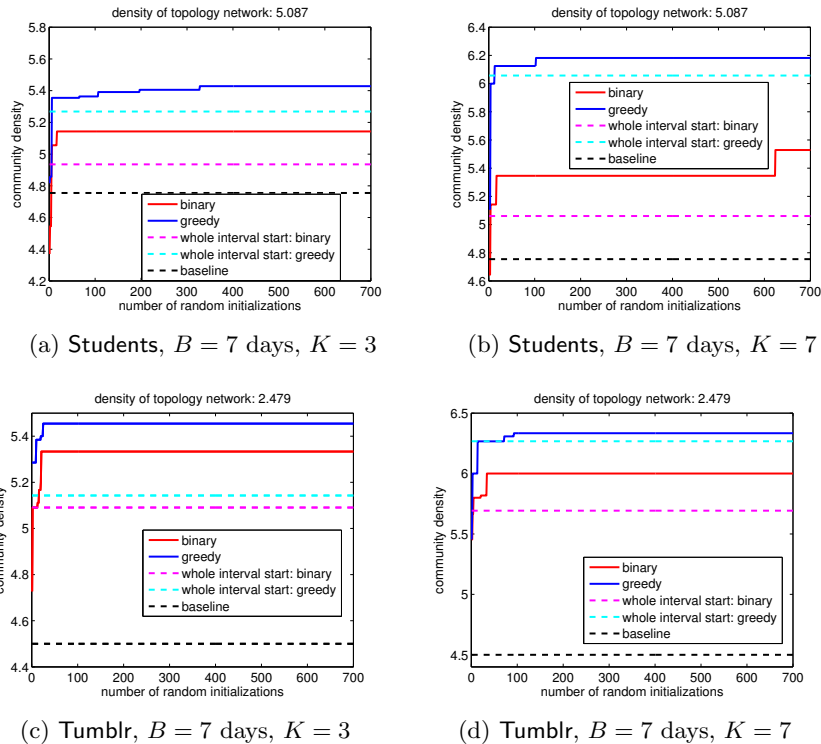 density of topology network: 5.087
5.8
5.6
5.4
5.2
5
4.8
4.6
4.4
4.2
community density
binary
greedy
whole interval start: binary
whole interval start: greedy
baseline
0 100 200 300 400 500 600 700
number of random initializations
(a) Students, B = 7 days, K = 3
density of topology network: 5.087
6.4
6.2
6
5.8
5.6
5.4
5.2
5
4.8
4.6
community density
binary
greedy
whole interval start: binary
whole interval start: greedy
baseline
0 100 200 300 400 500 600 700
number of random initializations
(b) Students, B = 7 days, K = 7
density of topology network: 2.479
5.4
5.2
5
4.8
4.6
4.4
community density
binary
greedy
whole interval start: binary
whole interval start: greedy
baseline
0 100 200 300 400 500 600 700
number of random initializations
(c) Tumblr, B = 7 days, K = 3
density of topology network: 2.479
6.5
6
5.5
5
4.5
community density
binary
greedy
whole interval start: binary
whole interval start: greedy
baseline
0 100 200 300 400 500 600 700
number of random initializations
(d) Tumblr, B = 7 days, K = 7